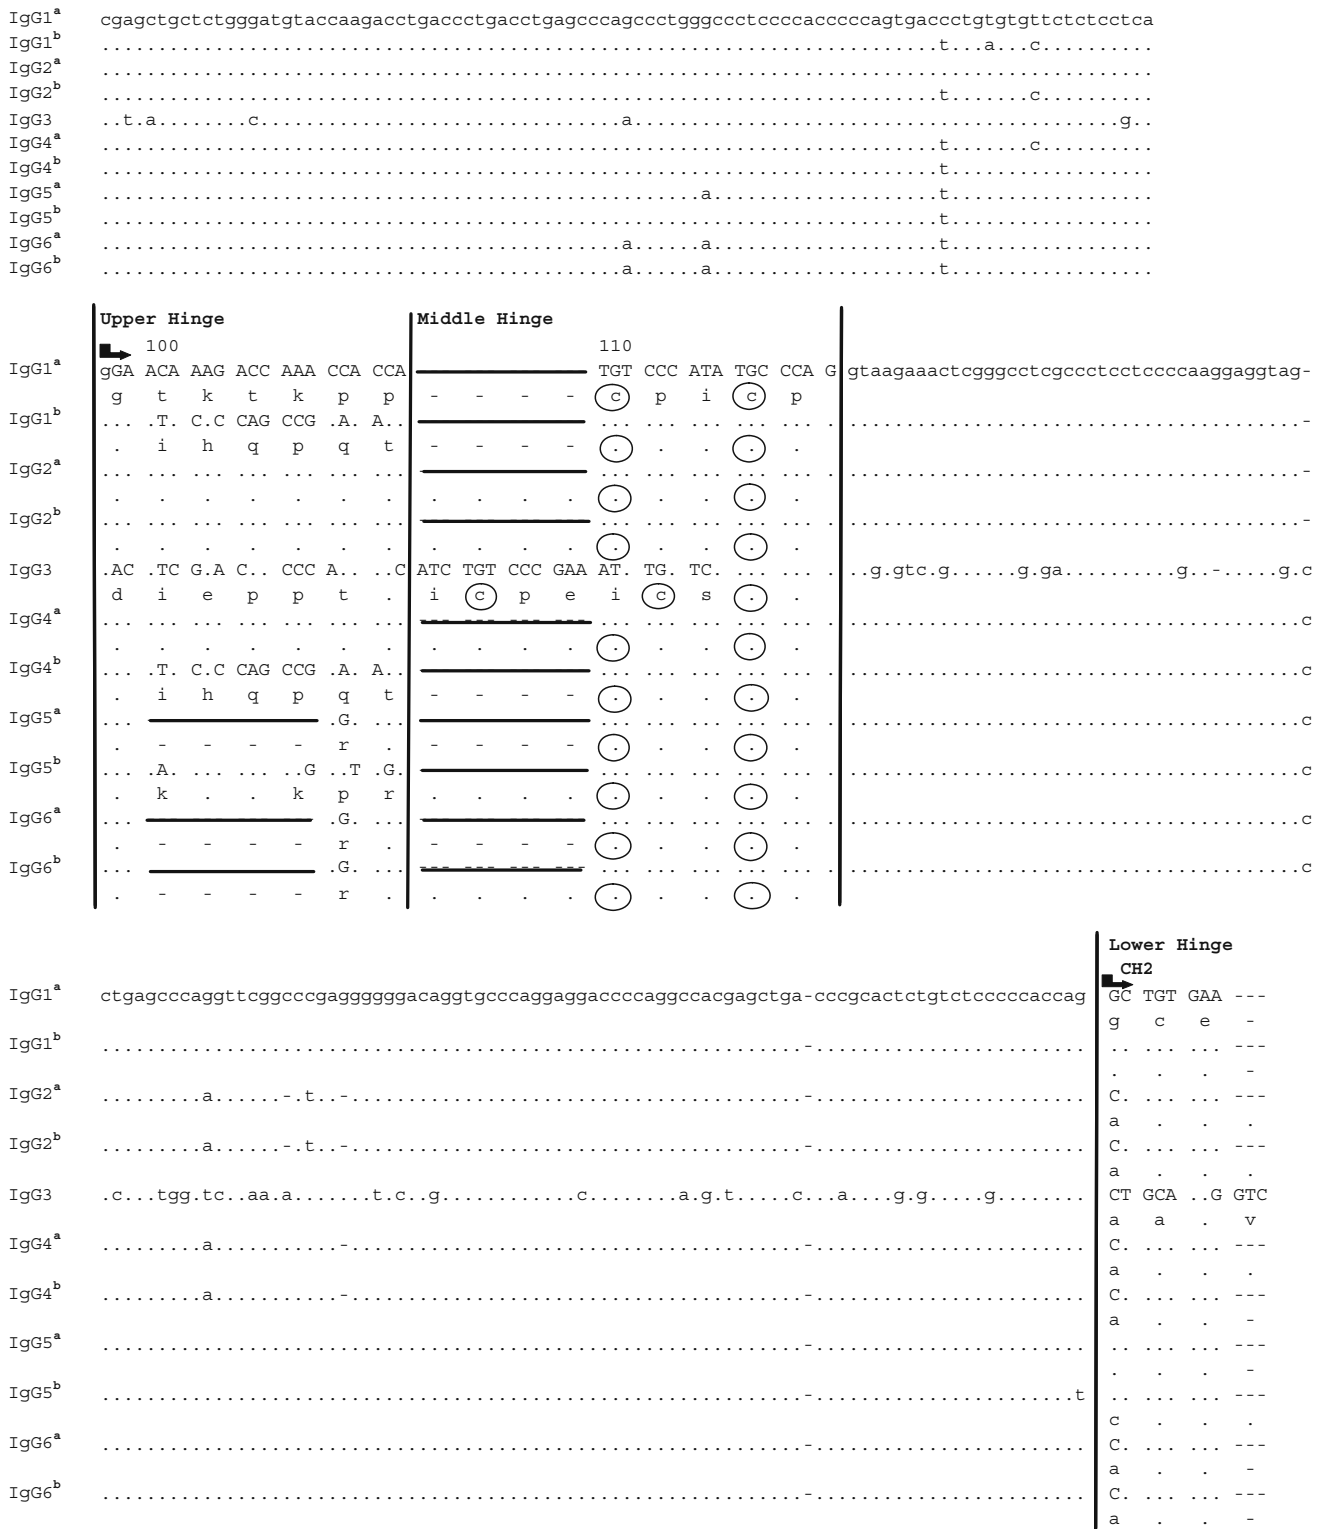 IgG1a cgagctgctctgggatgtaccaagacctgaccctgacctgagcccagccctgggccctccccacccccagtgaccctgtgtgttctctcctca
IgG1b ..........................................................................t...a...c..........
IgG2a .............................................................................................
IgG2b ..........................................................................t.......c..........
IgG3 ..t.a........c................................a...........................................g..
IgG4a ..........................................................................t.......c..........
IgG4b ..........................................................................t..................
IgG5a .....................................................a....................t..................
IgG5b ..........................................................................t..................
IgG6a ..............................................a......a....................t..................
IgG6b ..............................................a......a....................t..................
Upper Hinge Middle Hinge
100 110
IgG1a gGA ACA AAG ACC AAA CCA CCA --- --- --- --- TGT CCC ATA TGC CCA G gtaagaaactcgggcctcgccctcctccccaaggaggtag-
g t k t k p p - - - - c p i c p
IgG1b ... .T. C.C CAG CCG .A. A.. --- --- --- --- ... ... ... ... ... . ........................................-
. i h q p q t - - - - . . . . .
IgG2a ... ... ... ... ... ... ... --- --- --- --- ... ... ... ... ... . ........................................-
. . . . . . . . . . . . . . . .
IgG2b ... ... ... ... ... ... ... --- --- --- --- ... ... ... ... ... . ........................................-
. . . . . . . . . . . . . . . .
IgG3 .AC .TC G.A C.. CCC A.. ..C ATC TGT CCC GAA AT. TG. TC. ... ... . ..g.gtc.g......g.ga..........g..-.....g.c
d i e p p t . i c p e i c s . .
IgG4a ... ... ... ... ... ... ... --- --- --- --- ... ... ... ... ... . ........................................c
. . . . . . . . . . . . . . . .
IgG4b ... .T. C.C CAG CCG .A. A.. --- --- --- --- ... ... ... ... ... . ........................................c
. i h q p q t - - - - . . . . .
IgG5a ... --- --- --- --- .G. ... --- --- --- --- ... ... ... ... ... . ........................................c
. - - - - r . - - - - . . . . .
IgG5b ... .A. ... ... ..G ..T .G. --- --- --- --- ... ... ... ... ... . ........................................c
. k . . k p r . . . . . . . . .
IgG6a ... --- --- --- --- .G. ... --- --- --- --- ... ... ... ... ... . ........................................c
. - - - - r . - - - - . . . . .
IgG6b ... --- --- --- --- .G. ... --- --- --- --- ... ... ... ... ... . ........................................c
. - - - - r . . . . . . . . . .
Lower Hinge
CH2
IgG1a ctgagcccaggttcggcccgaggggggacaggtgcccaggaggaccccaggccacgagctga-cccgcactctgtctcccccaccag GC TGT GAA ---
g c e -
IgG1b ..............................................................-........................ .. ... ... ---
. . . -
IgG2a .........a......-.t..-........................................-........................ C. ... ... ---
a . . .
IgG2b .........a......-.t..-........................................-........................ C. ... ... ---
a . . .
IgG3 .c...tgg.tc..aa.a.......t.c..g............c........a.g.t.....c...a....g.g.....g........ CT GCA ..G GTC
a a . v
IgG4a .........a...........-........................................-........................ C. ... ... ---
a . . .
IgG4b .........a...........-........................................-........................ C. ... ... ---
a . . -
IgG5a ..............................................................-........................ .. ... ... ---
. . . -
IgG5b ..............................................................-.......................t .. ... ... ---
c . . .
IgG6a ..............................................................-........................ C. ... ... ---
a . . -
IgG6b ..............................................................-........................ C. ... ... ---
a . . -